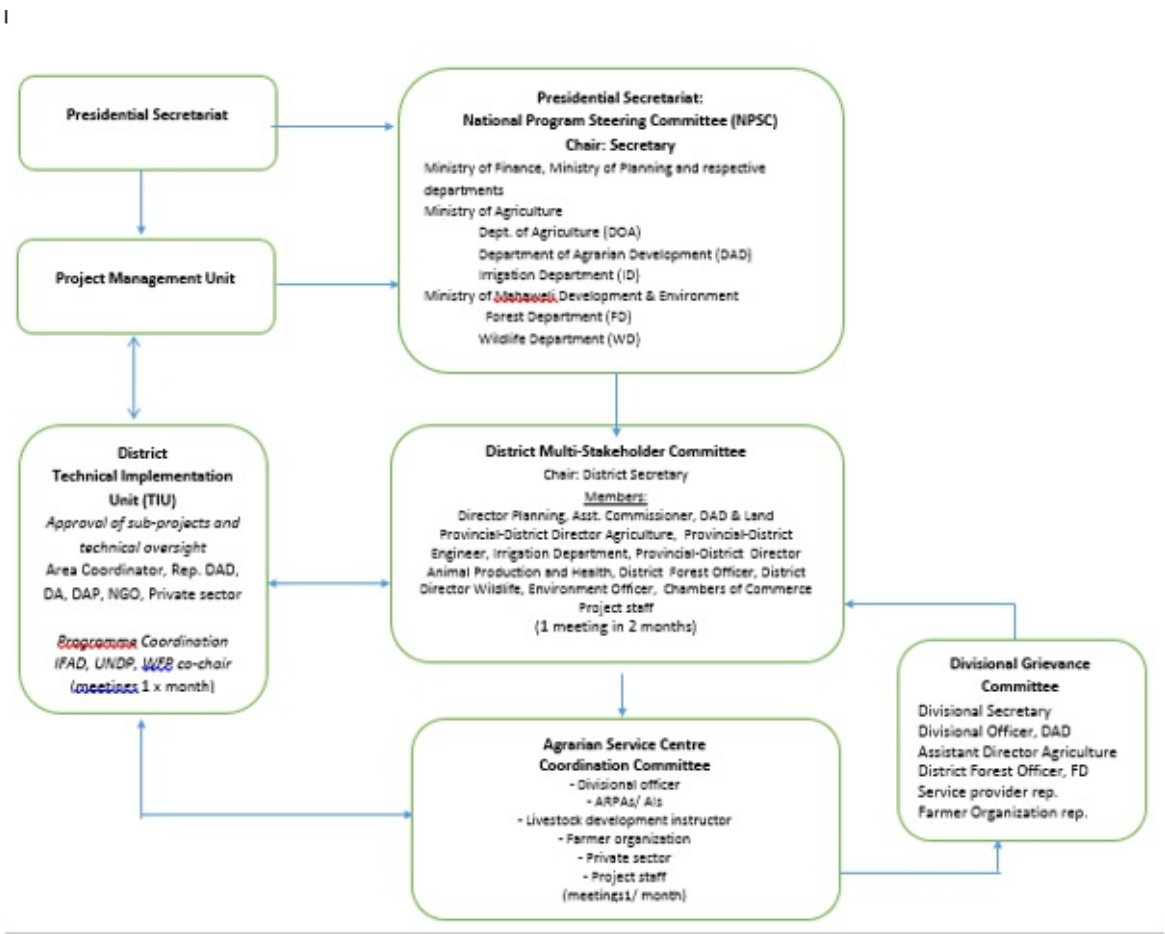 I
Presidential Secretariat
Presidential Secretariat:
National Program Steering Committee (NPSC)
Chair: Secretary
Ministry of Finance, Ministry of Planning and respective
departments
Ministry of Agriculture
Dept. of Agriculture (DOA)
Department of Agrarian Development (DAD)
Irrigation Department (ID)
Ministry of Mahaweli Development & Environment
Forest Department (FD)
Wildlife Department (WD)
Project Management Unit
District
Technical Implementation
Unit (TIU)
Approval of sub-projects and
technical oversight
Area Coordinator, Rep. DAD,
DA, DAP, NGO, Private sector
Programme Coordination
IFAD, UNDP, WFP co-chair
(meetings 1 x month)
District Multi-Stakeholder Committee
Chair: District Secretary
Members:
Director Planning, Asst. Commissioner, DAD & Land
Provincial-District Director Agriculture, Provincial-District
Engineer, Irrigation Department, Provincial-District Director
Animal Production and Health, District Forest Officer, District
Director Wildlife, Environment Officer, Chambers of Commerce
Project staff
(1 meeting in 2 months)
Agrarian Service Centre
Coordination Committee
- Divisional officer
- ARPAs/ AIs
- Livestock development instructor
- Farmer organization
- Private sector
- Project staff
(meetings1/ month)
Divisional Grievance
Committee
Divisional Secretary
Divisional Officer, DAD
Assistant Director Agriculture
District Forest Officer, FD
Service provider rep.
Farmer Organization rep.